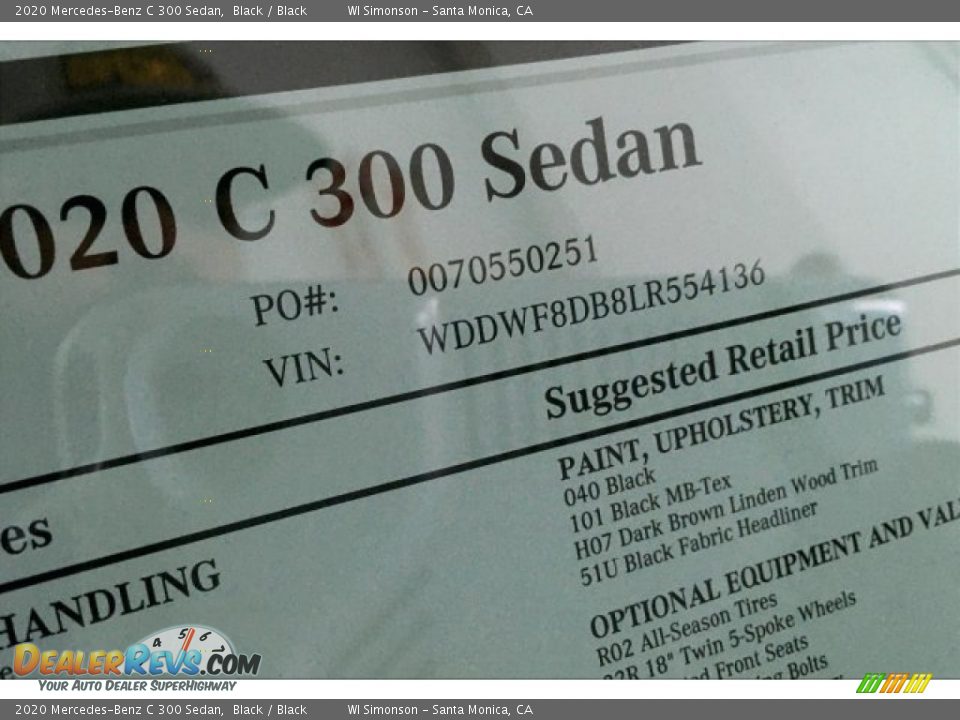 2020 Mercedes-Benz C 300 Sedan, Black / Black WI Simonson - Santa Monica, CA
020 C 300 Sedan
PO#: 0070550251
VIN: WDDWF8DB8LR554136
Suggested Retail Price
es
PAINT, UPHOLSTERY, TRIM
040 Black
101 Black MB-Tex
H07 Dark Brown Linden Wood Trim
51U Black Fabric Headliner
HANDLING
OPTIONAL EQUIPMENT AND VAL
R02 All-Season Tires
18" Twin 5-Spoke Wheels
Front Seats
Bolts
4 5 6 7
DealerRevs.com
Your Auto Dealer SuperHighway
2020 Mercedes-Benz C 300 Sedan, Black / Black WI Simonson - Santa Monica, CA